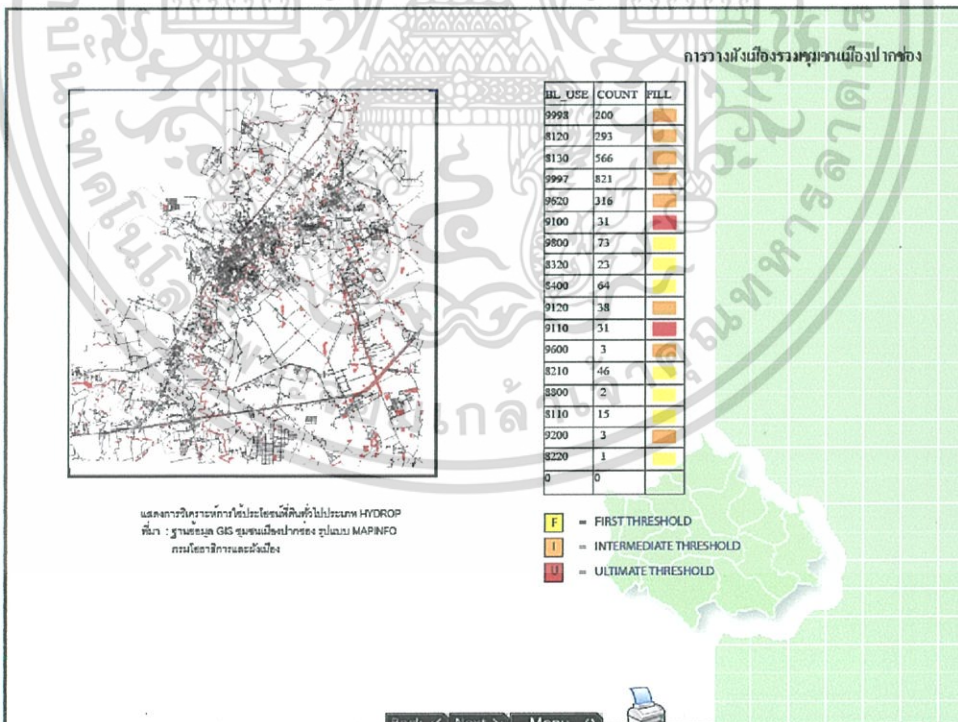 การวางผังเมืองรวมชุมชนเมืองปากช่อง
BL_USE COUNT FILL
9998 200
8120 293
8130 566
9997 821
9620 316
9100 31
9800 73
8320 23
8400 64
9120 38
9110 31
9600 3
8210 46
8800 2
8110 15
9200 3
8220 1
0 0
แสดงการวิเคราะห์การใช้ประโยชน์ที่ดินทั่วไปประเภท HYDROP
ที่มา : ฐานข้อมูล GIS ชุมชนเมืองปากช่อง รูปแบบ MAPINFO
กรมโยธาธิการและผังเมือง
F = FIRST THRESHOLD
I = INTERMEDIATE THRESHOLD
U = ULTIMATE THRESHOLD
Back < Next > Menu